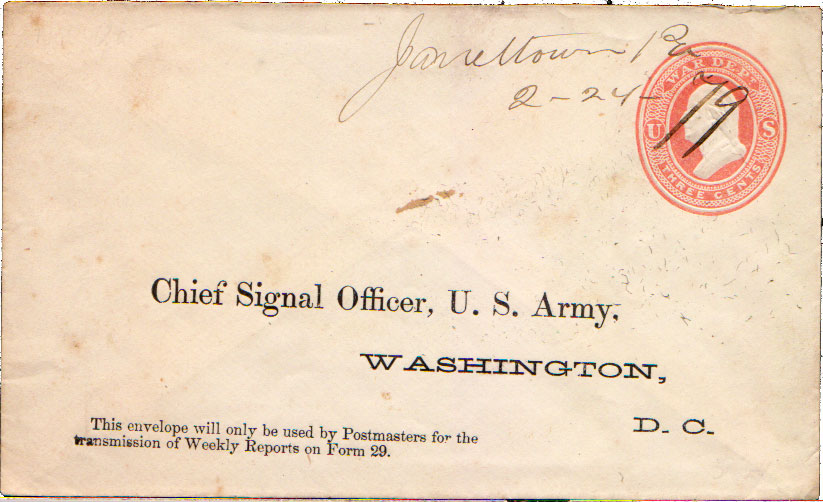 Jarrettown Pa
2-24-79
WAR DEPT.
U S
THREE CENTS
Chief Signal Officer, U. S. Army,
WASHINGTON,
D. C.
This envelope will only be used by Postmasters for the
transmission of Weekly Reports on Form 29.